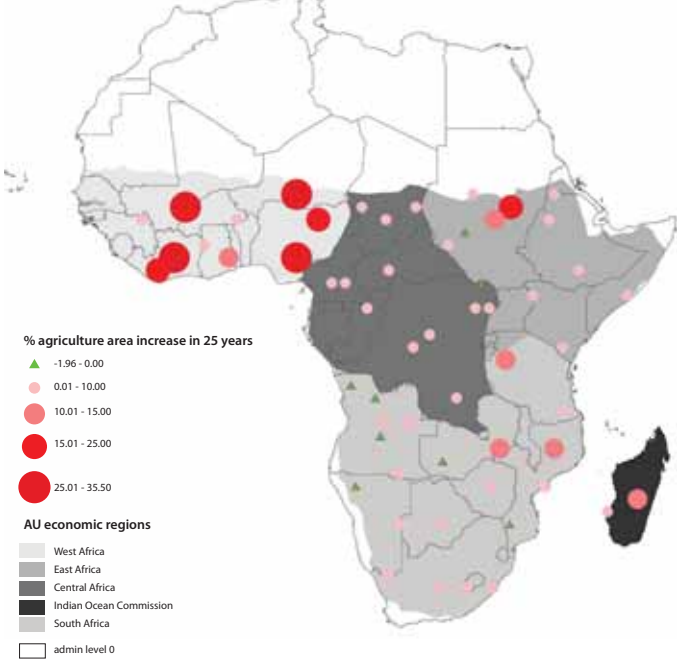 % agriculture area increase in 25 years
-1.96 - 0.00
0.01 - 10.00
10.01 - 15.00
15.01 - 25.00
25.01 - 35.50
AU economic regions
West Africa
East Africa
Central Africa
Indian Ocean Commission
South Africa
admin level 0